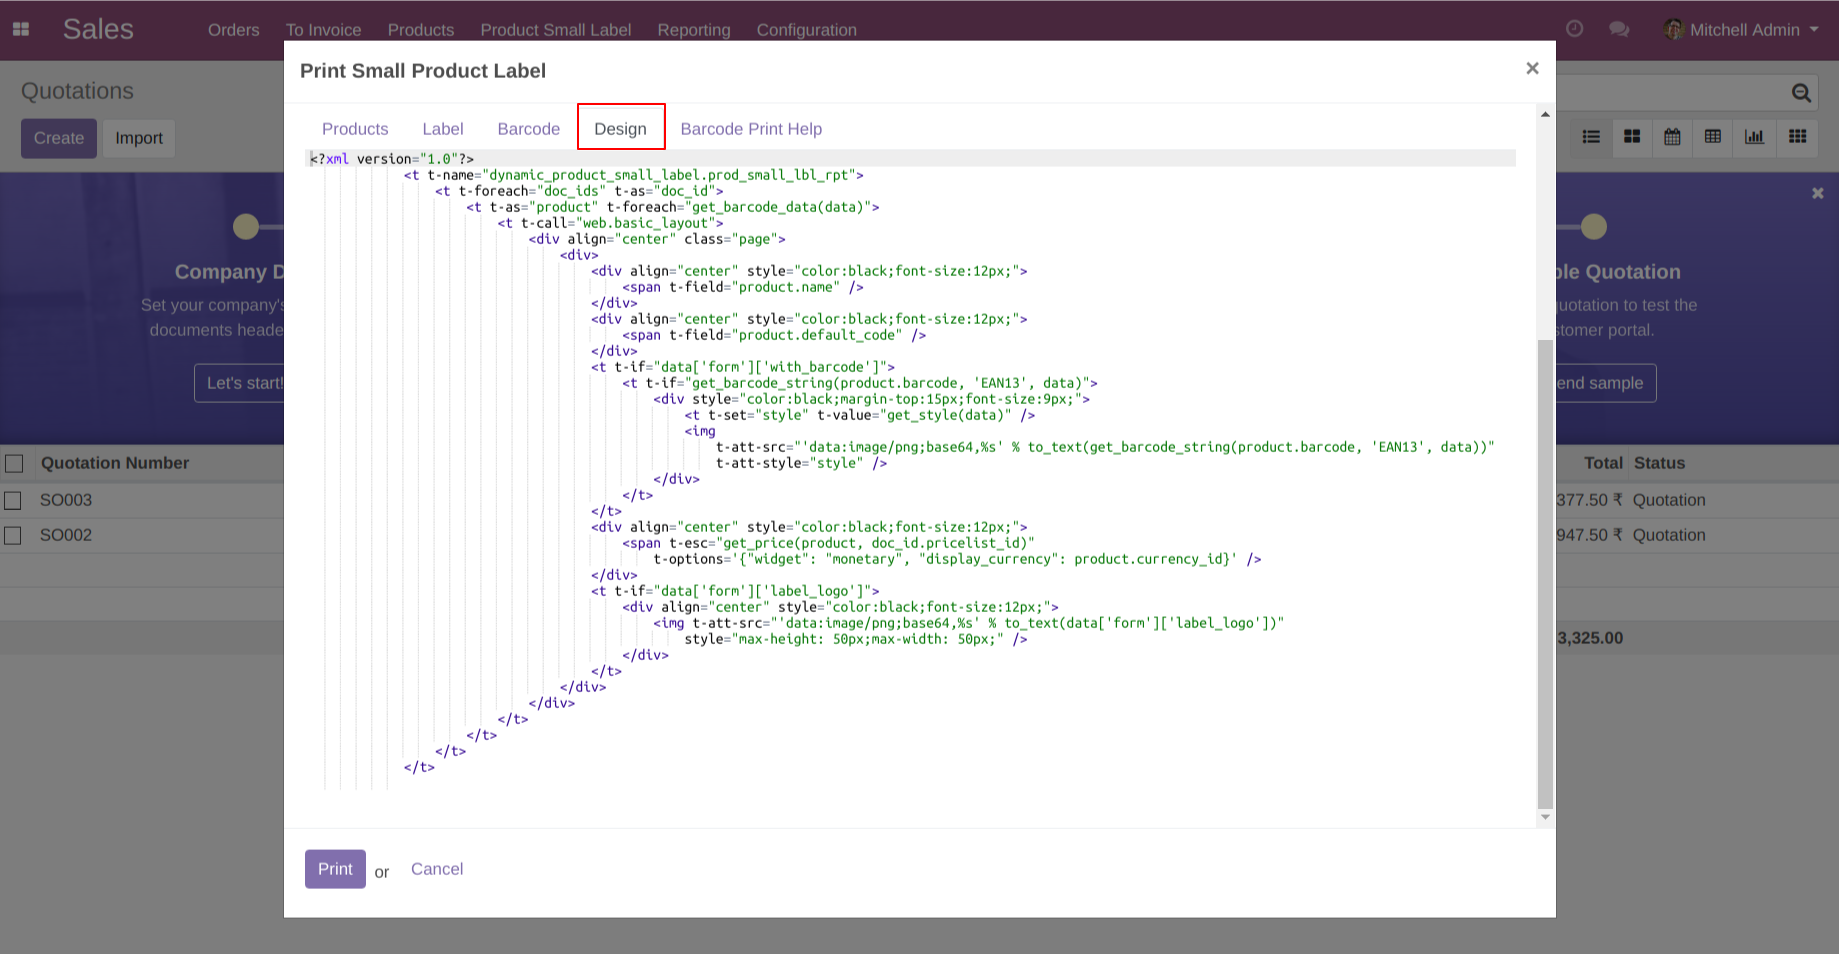 Sales Orders To Invoice Products Product Small Label Reporting Configuration Mitchell Admin
Print Small Product Label ×
Quotations
Create Import
Products Label Barcode Design Barcode Print Help
<?xml version="1.0"?>
<t t-name="dynamic_product_small_label.prod_small_lbl_rpt">
<t t-foreach="doc_ids" t-as="doc_id">
<t t-as="product" t-foreach="get_barcode_data(data)">
<t t-call="web.basic_layout">
<div align="center" class="page">
<div>
<div align="center" style="color:black;font-size:12px;">
<span t-field="product.name" />
</div>
<div align="center" style="color:black;font-size:12px;">
<span t-field="product.default_code" />
</div>
<t t-if="data['form']['with_barcode']">
<t t-if="get_barcode_string(product.barcode, 'EAN13', data)">
<div style="color:black;margin-top:15px;font-size:9px;">
<t t-set="style" t-value="get_style(data)" />
<img
t-att-src="'data:image/png;base64,%s' % to_text(get_barcode_string(product.barcode, 'EAN13', data))"
t-att-style="style" />
</div>
</t>
</t>
<div align="center" style="color:black;font-size:12px;">
<span t-esc="get_price(product, doc_id.pricelist_id)"
t-options='{"widget": "monetary", "display_currency": product.currency_id}' />
</div>
<t t-if="data['form']['label_logo']">
<div align="center" style="color:black;font-size:12px;">
<img t-att-src="'data:image/png;base64,%s' % to_text(data['form']['label_logo'])"
style="max-height: 50px;max-width: 50px;" />
</div>
</t>
</div>
</div>
</t>
</t>
</t>
</t>
Print or Cancel
Company D
Set your company's
documents heade
Let's start!
ple Quotation
quotation to test the
stomer portal.
end sample
Quotation Number Total Status
SO003 377.50 ₹ Quotation
SO002 947.50 ₹ Quotation
3,325.00